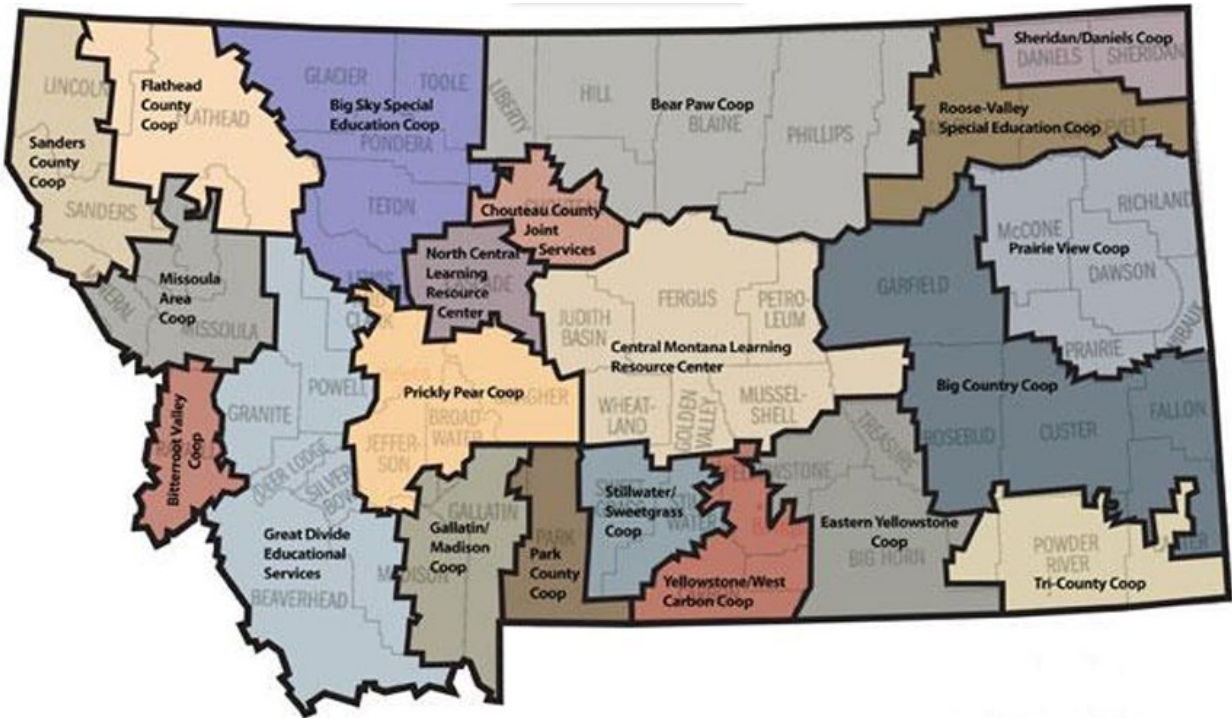 Sheridan/Daniels Coop
DANIELS
SHERIDAN
Flathead
County
Coop
LINCOLN
FLATHEAD
GLACIER
TOOLE
Big Sky Special
Education Coop
PONDERA
LIBERTY
HILL
Bear Paw Coop
BLAINE
PHILLIPS
Roose-Valley
Special Education Coop
Sanders
County
Coop
SANDERS
TETON
Chouteau County
Joint
Services
North Central
Learning
Resource
Center
McCONE
RICHLAND
Prairie View Coop
DAWSON
PRAIRIE
Missoula
Area
Coop
MISSOULA
FERGUS
PETRO-
LEUM
JUDITH
BASIN
GARFIELD
Central Montana Learning
Resource Center
WHEAT-
LAND
GOLDEN
VALLEY
MUSSEL-
SHELL
Big Country Coop
ROSEBUD
CUSTER
FALLON
TREASURE
POWELL
GRANITE
Prickly Pear Coop
BROAD-
WATER
JEFFER-
SON
Bitterroot Valley
Coop
DEER LODGE
SILVER
Great Divide
Educational
Services
BEAVERHEAD
MADISON
GALLATIN
Gallatin/
Madison
Coop
PARK
Park
County
Coop
Stillwater/
Sweetgrass
Coop
Yellowstone/West
Carbon Coop
Eastern Yellowstone
Coop
BIG HORN
POWDER
RIVER
Tri-County Coop